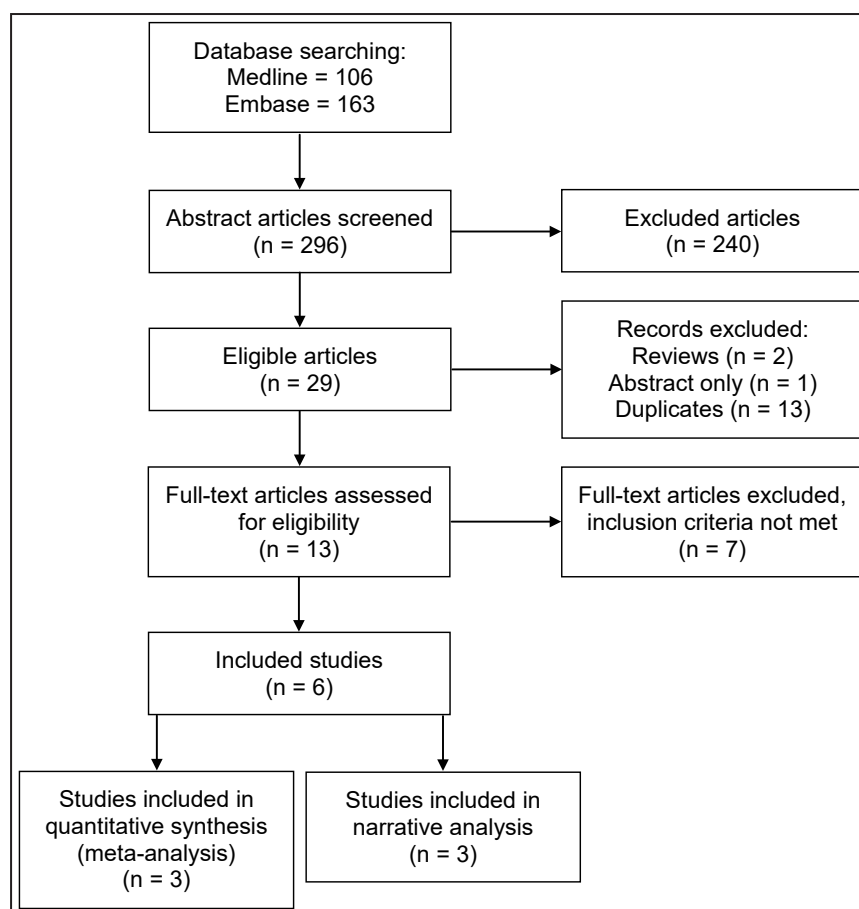 Database searching:
Medline = 106
Embase = 163
Abstract articles screened
(n = 296)
Excluded articles
(n = 240)
Eligible articles
(n = 29)
Records excluded:
Reviews (n = 2)
Abstract only (n = 1)
Duplicates (n = 13)
Full-text articles assessed
for eligibility
(n = 13)
Full-text articles excluded,
inclusion criteria not met
(n = 7)
Included studies
(n = 6)
Studies included in
quantitative synthesis
(meta-analysis)
(n = 3)
Studies included in
narrative analysis
(n = 3)